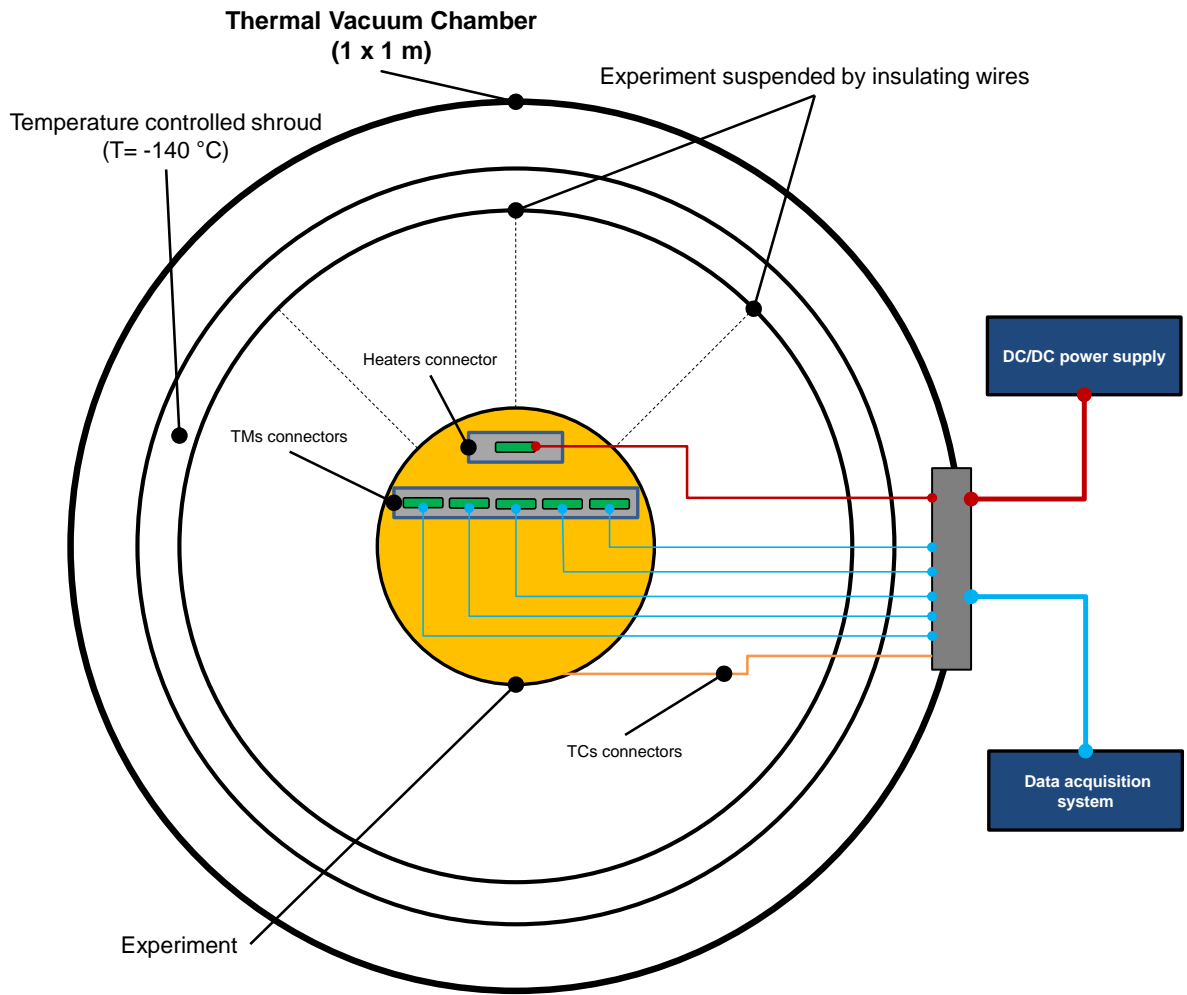 Thermal Vacuum Chamber
(1 x 1 m)
Experiment suspended by insulating wires
Temperature controlled shroud
(T= -140 °C)
Heaters connector
DC/DC power supply
TMs connectors
TCs connectors
Data acquisition
system
Experiment